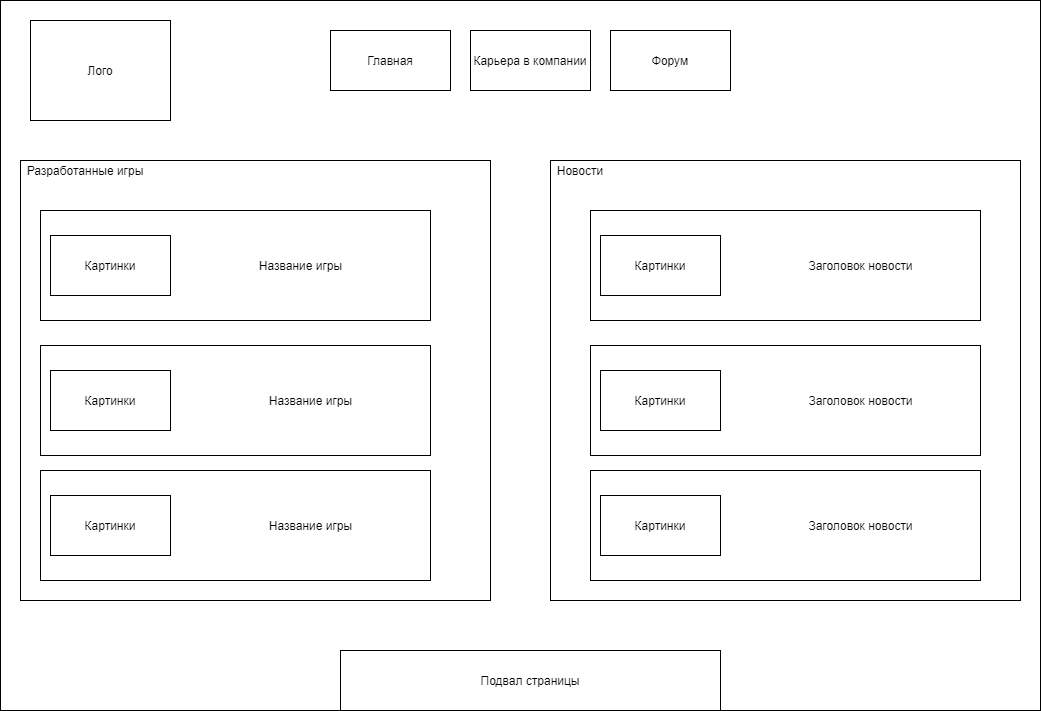 Лого
Главная
Карьера в компании
Форум
Разработанные игры
Картинки
Название игры
Картинки
Название игры
Картинки
Название игры
Новости
Картинки
Заголовок новости
Картинки
Заголовок новости
Картинки
Заголовок новости
Подвал страницы